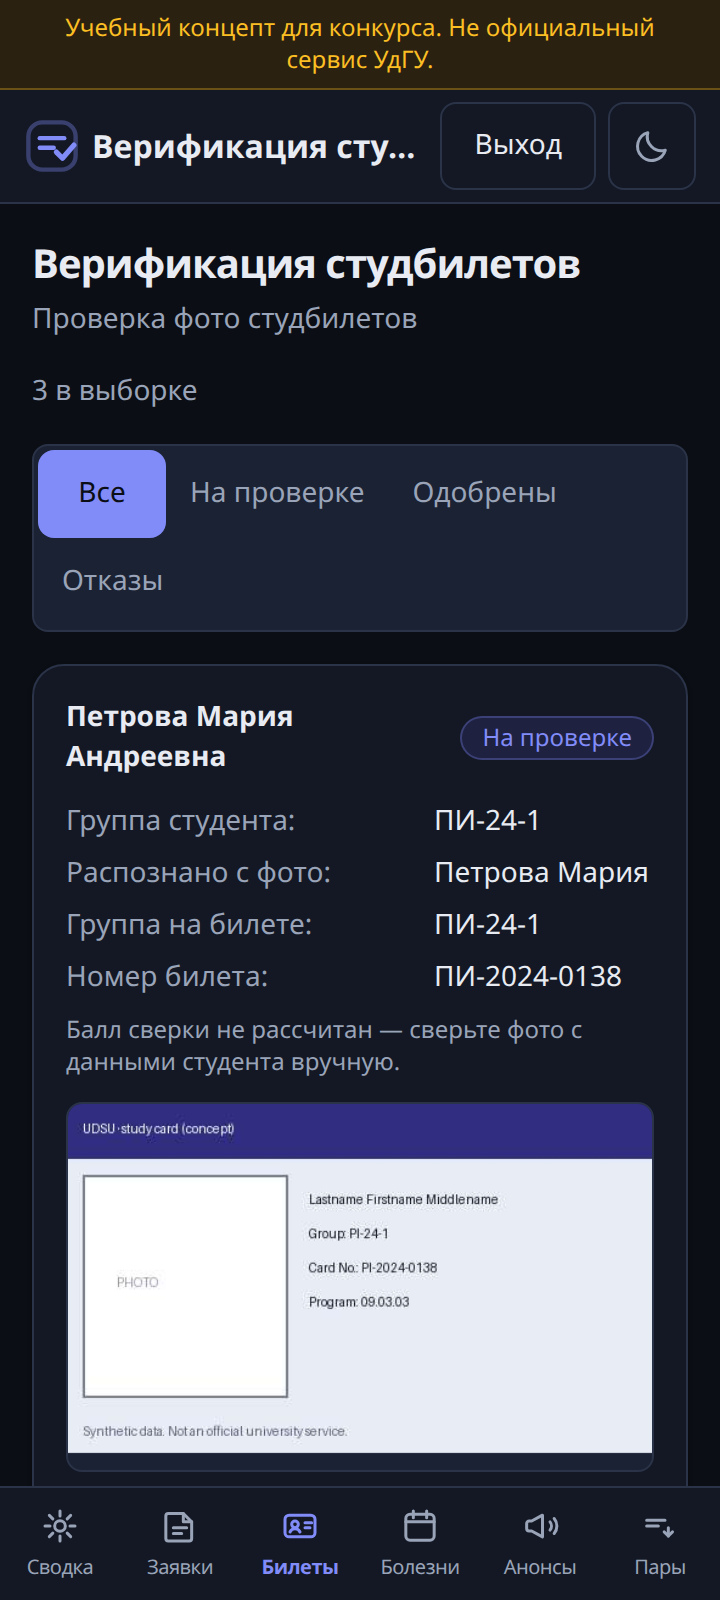 Учебный концепт для конкурса. Не официальный
сервис УдГУ.
Верификация сту...
Выход
Верификация студбилетов
Проверка фото студбилетов
3 в выборке
Все
На проверке
Одобрены
Отказы
Петрова Мария
Андреевна
На проверке
Группа студента: ПИ-24-1
Распознано с фото: Петрова Мария
Группа на билете: ПИ-24-1
Номер билета: ПИ-2024-0138
Балл сверки не рассчитан — сверьте фото с
данными студента вручную.
UDSU · study card (concept)
PHOTO
Lastname Firstname Middlename
Group: PI-24-1
Card No.: PI-2024-0138
Program: 09.03.03
Synthetic data. Not an official university service.
Сводка
Заявки
Билеты
Болезни
Анонсы
Пары